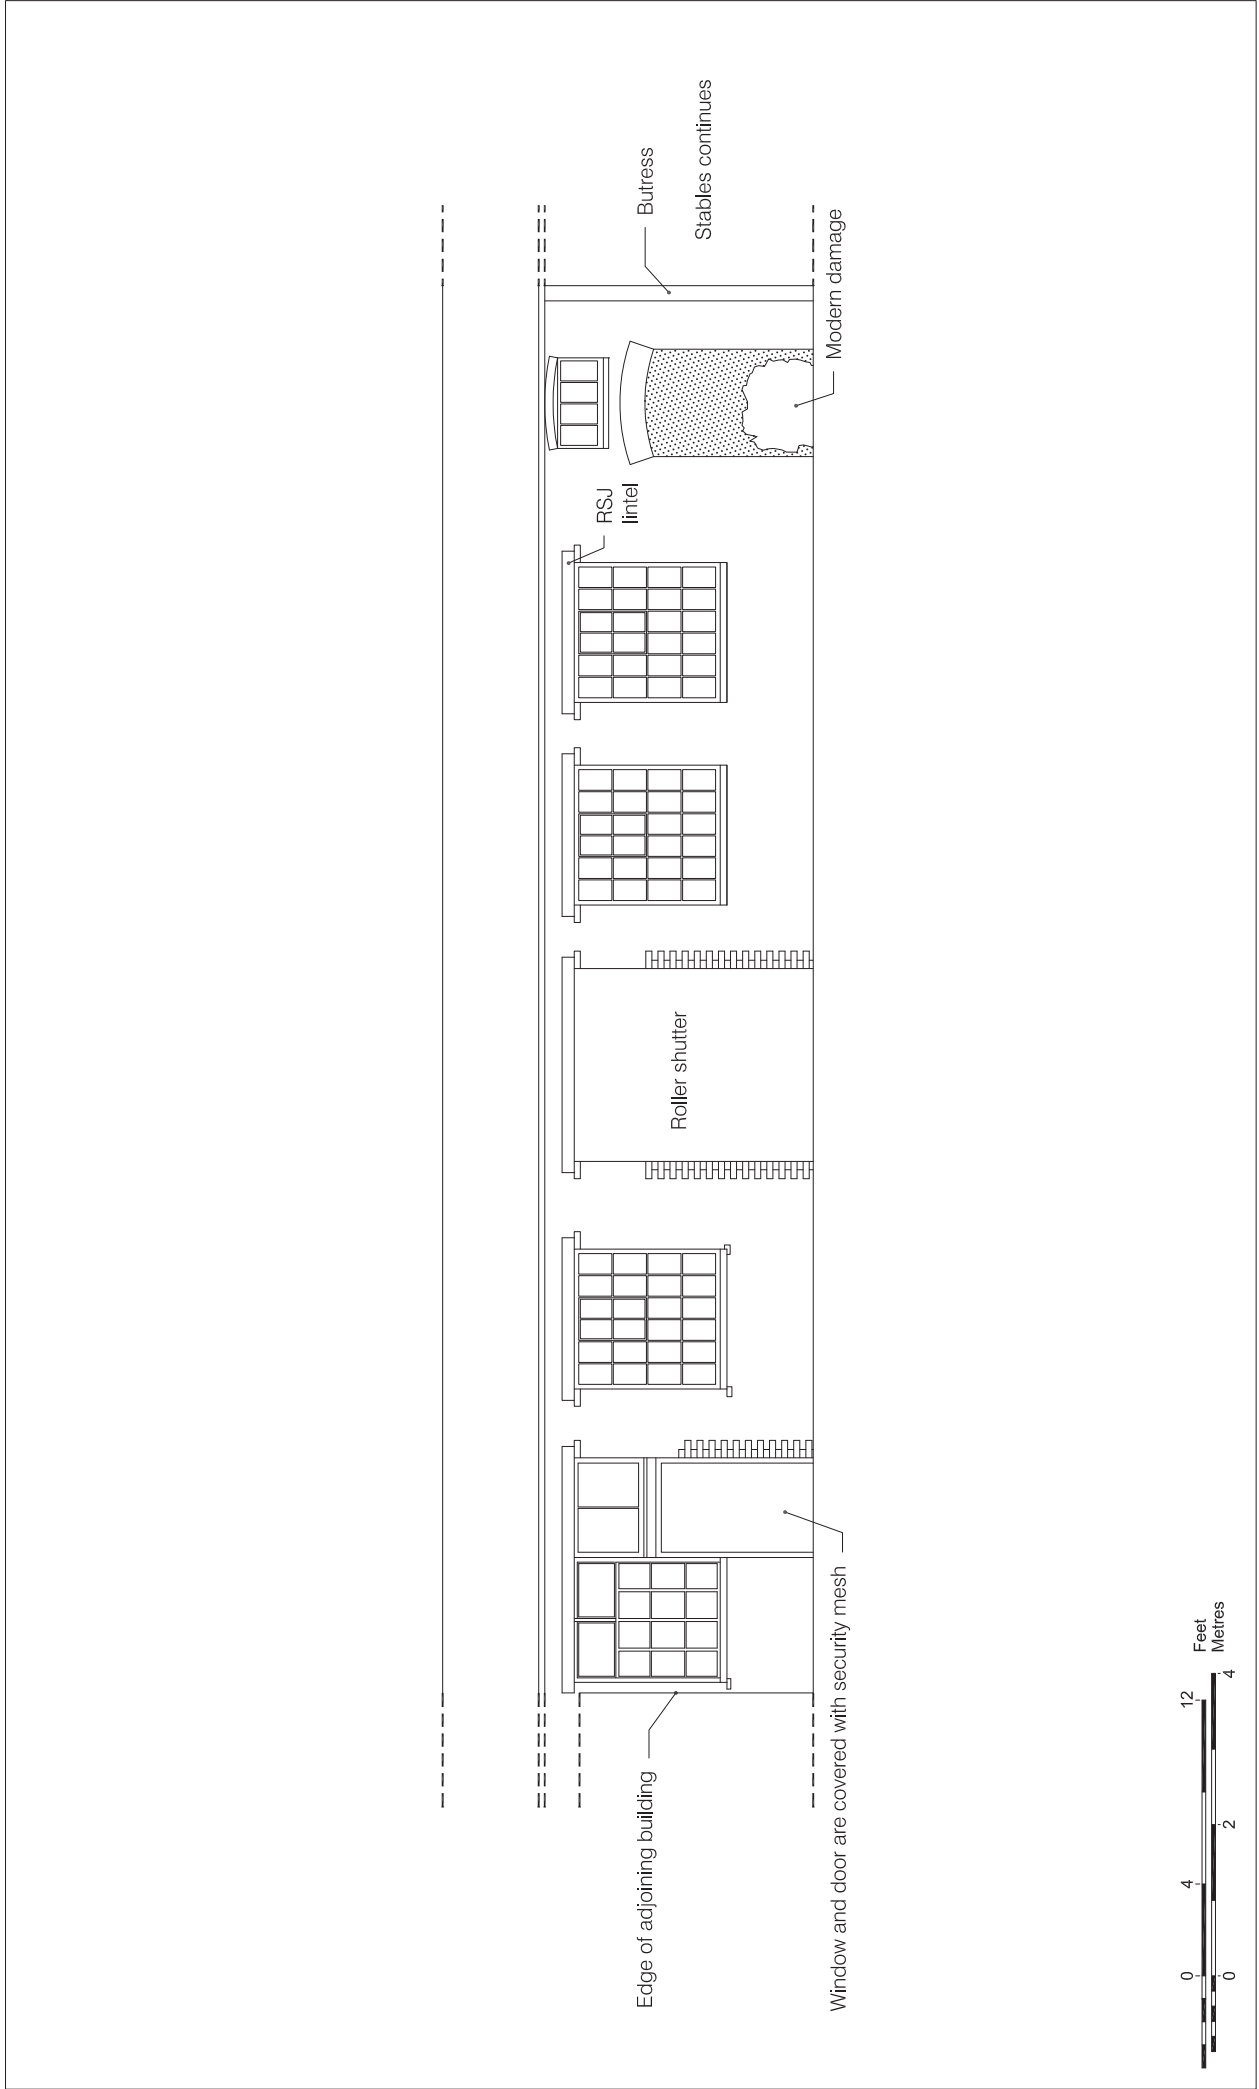 Butress
Stables continues
RSJ
lintel
Modern damage
Roller shutter
Edge of adjoining building
Window and door are covered with security mesh
0 4 12 Feet
0 2 4 Metres